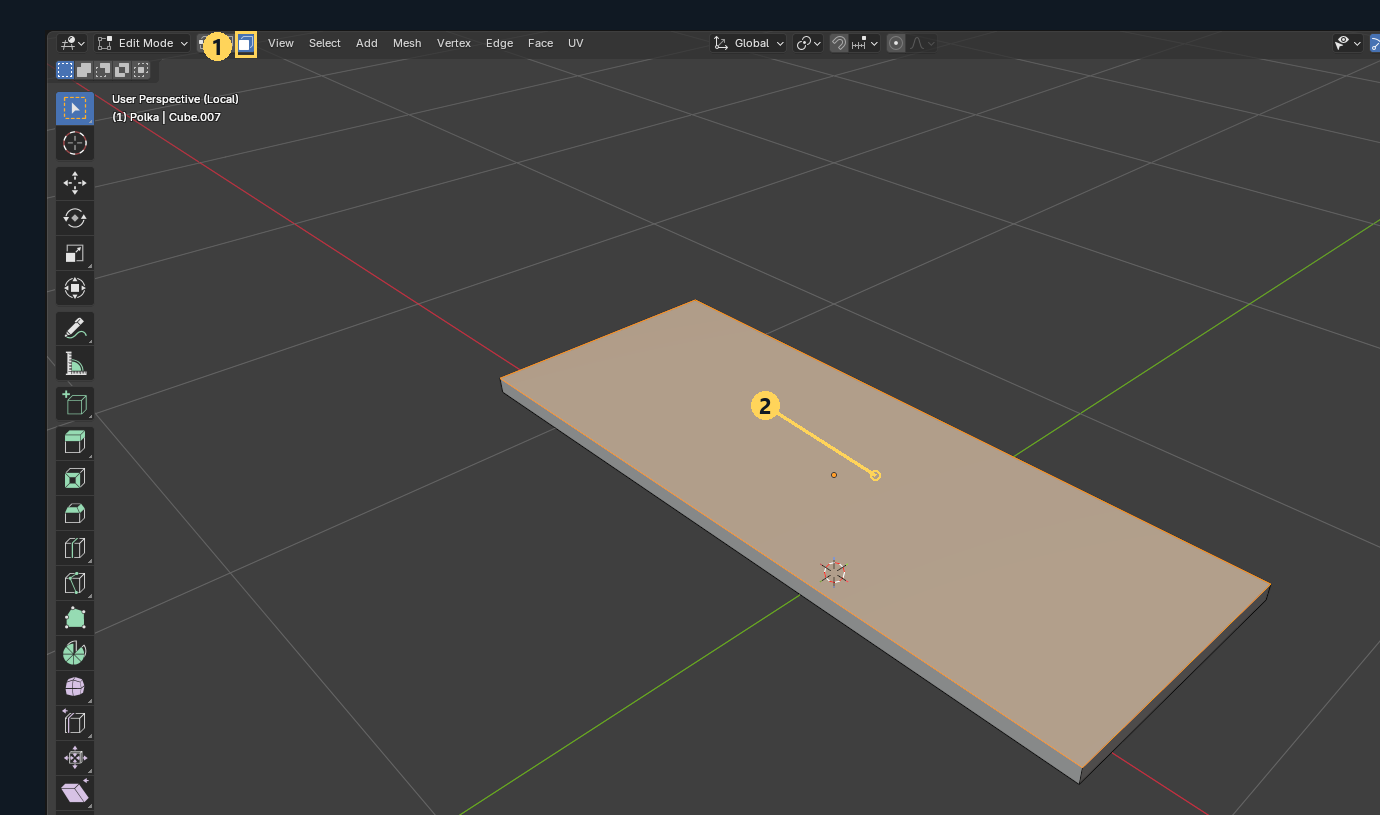 Edit Mode 1 View Select Add Mesh Vertex Edge Face UV Global
User Perspective (Local)
(1) Polka | Cube.007
2